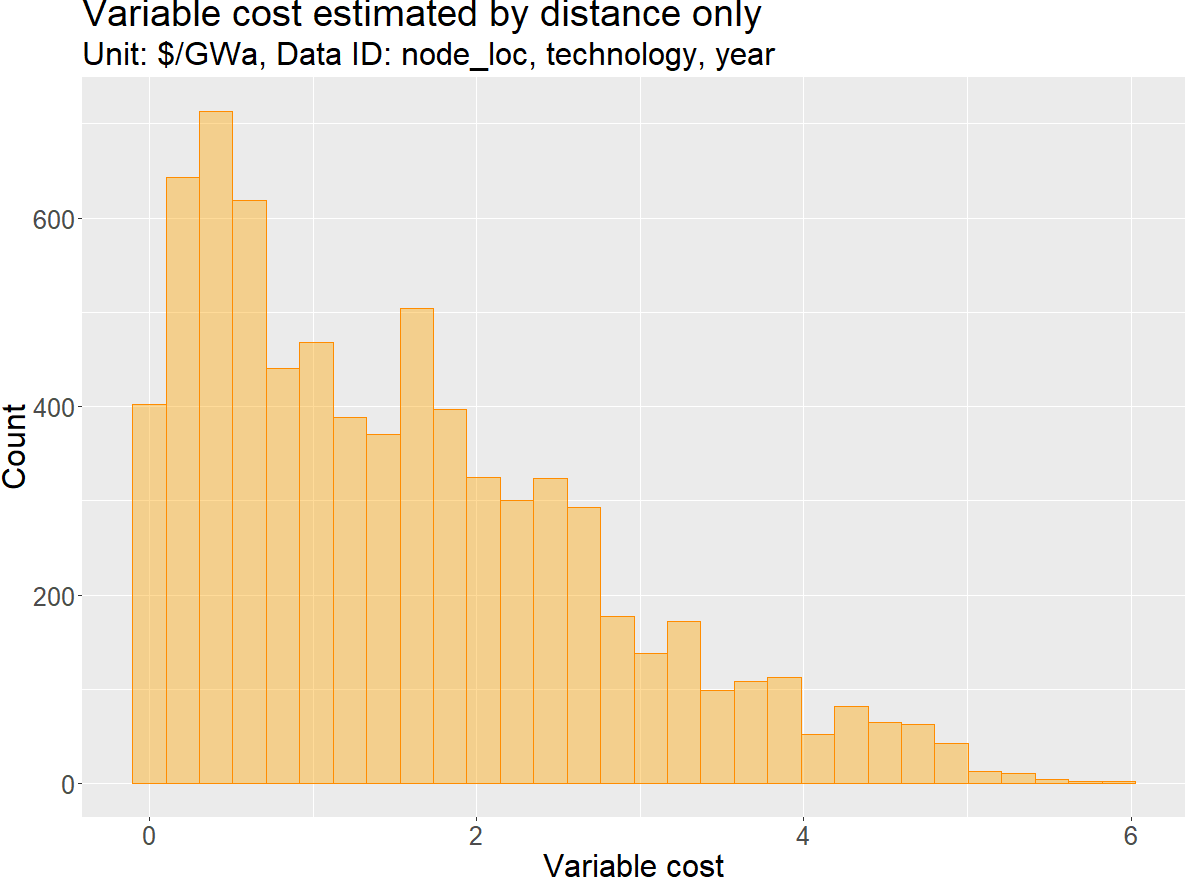 Variable cost estimated by distance only
Unit: $/GWa, Data ID: node_loc, technology, year
Count
600
400
200
0
0 2 4 6
Variable cost